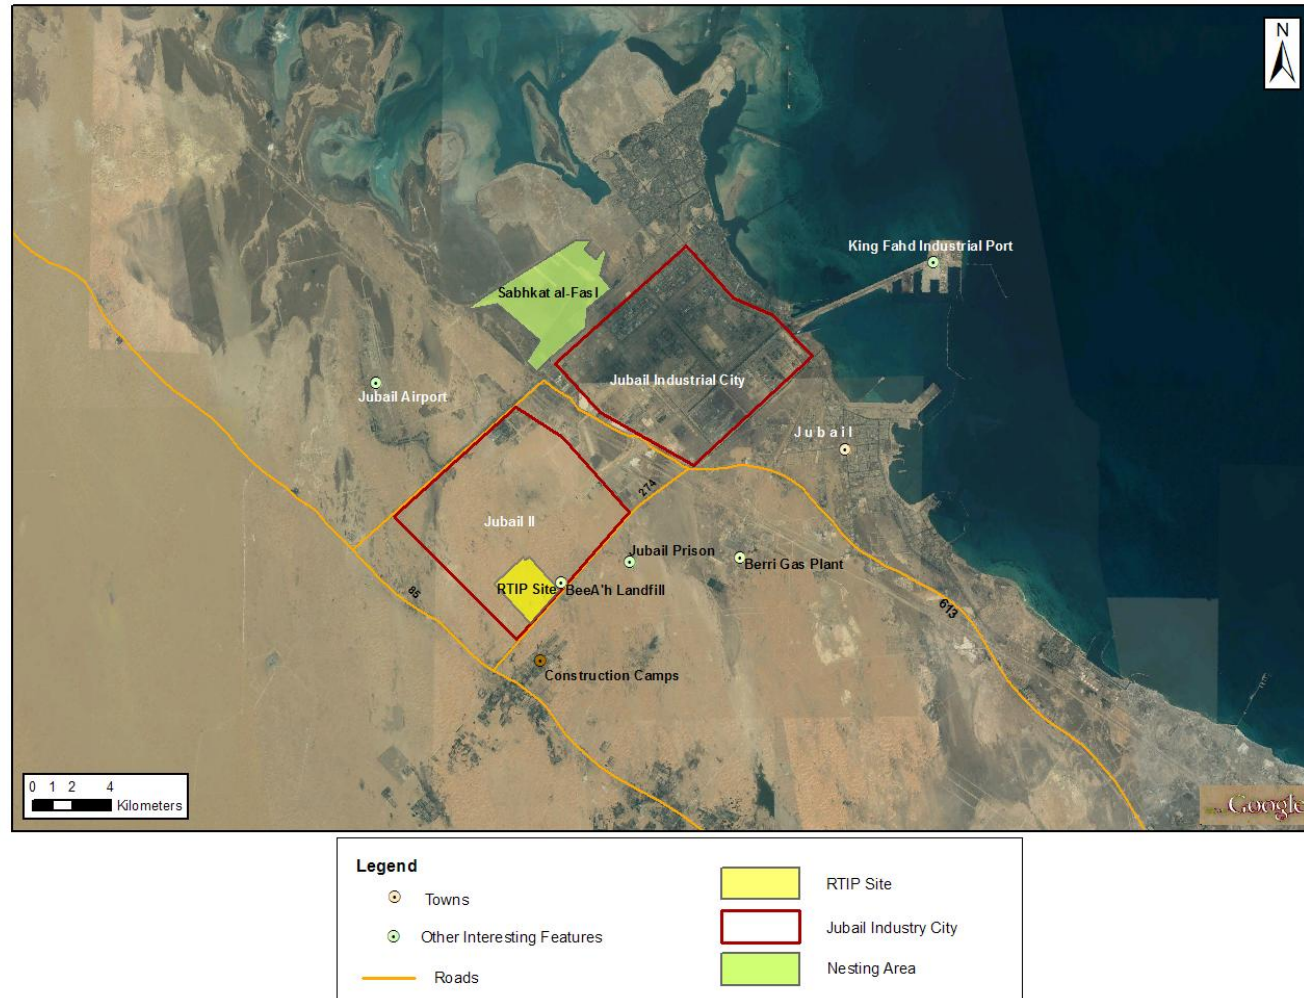 N
King Fahd Industrial Port
Sabhkat al-Fasl
Jubail Industrial City
Jubail Airport
Jubail
274
Jubail II
Jubail Prison
Berri Gas Plant
RTIP Site
BeeA'h Landfill
85
613
Construction Camps
0 1 2 4
Kilometers
Google
Legend
Towns
Other Interesting Features
Roads
RTIP Site
Jubail Industry City
Nesting Area